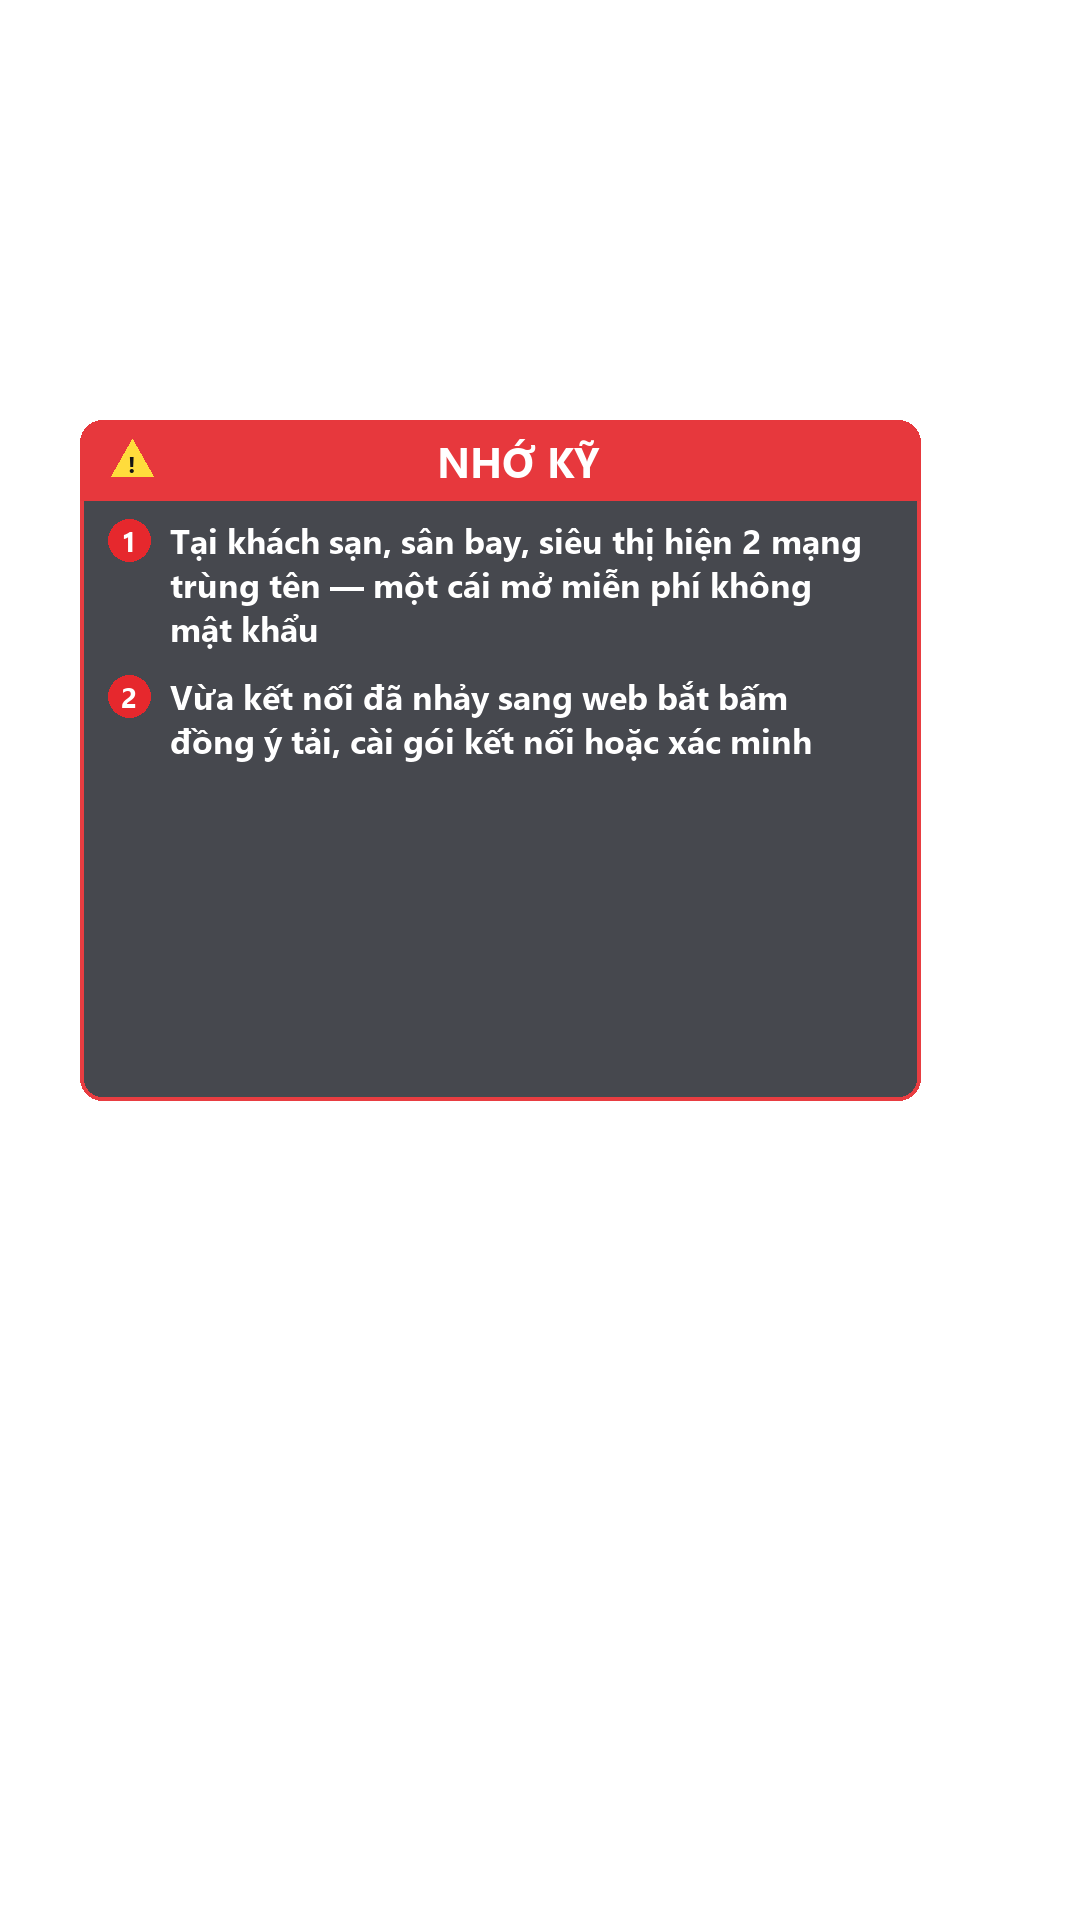 !
NHỚ KỸ
1 Tại khách sạn, sân bay, siêu thị hiện 2 mạng
trùng tên — một cái mở miễn phí không
mật khẩu
2 Vừa kết nối đã nhảy sang web bắt bấm
đồng ý tải, cài gói kết nối hoặc xác minh